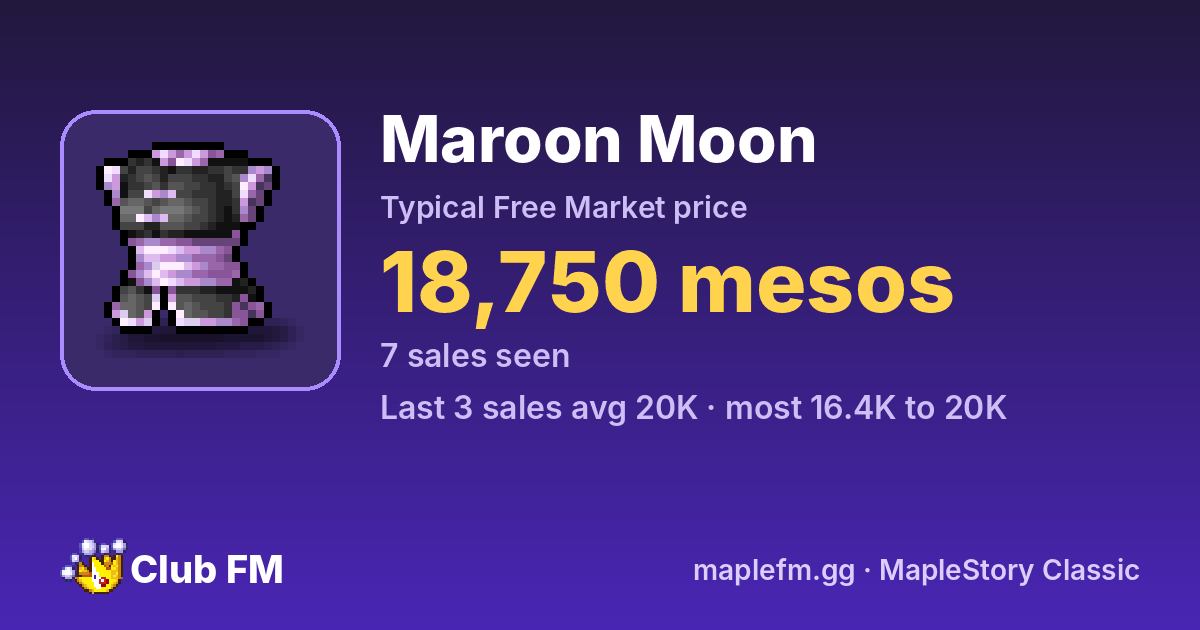 Maroon Moon
Typical Free Market price
18,750 mesos
7 sales seen
Last 3 sales avg 20K · most 16.4K to 20K
Club FM
maplefm.gg · MapleStory Classic